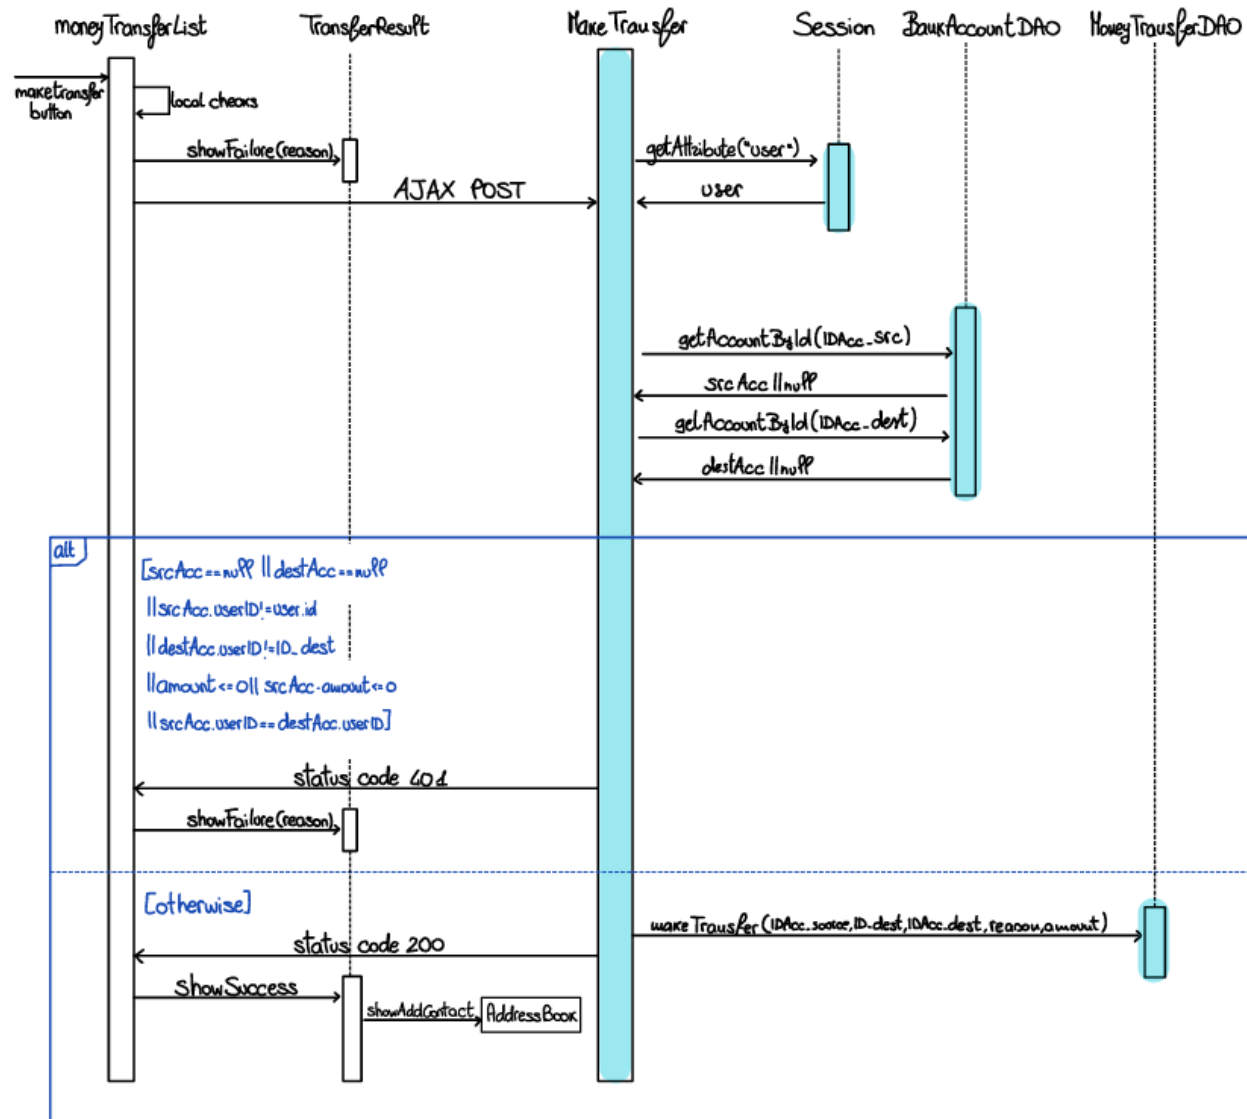 moneyTransferList TransferResult MakeTransfer Session BankAccountDAO MoneyTransferDAO
maketransfer
button
local checks
showFailure(reason)
getAttribute("user")
AJAX POST
user
getAccountById(IDAcc_src)
srcAcc||null
getAccountById(IDAcc_dest)
destAcc||null
alt
[srcAcc==null || destAcc==null
||srcAcc.userID!=user.id
||destAcc.userID!=ID_dest
||amount<=0|| srcAcc.amount<=0
||srcAcc.userID==destAcc.userID]
status code 401
showFailure(reason)
[otherwise]
makeTransfer(IDAcc_source,ID_dest,IDAcc_dest,reason,amount)
status code 200
showSuccess
showAddContact
AddressBook